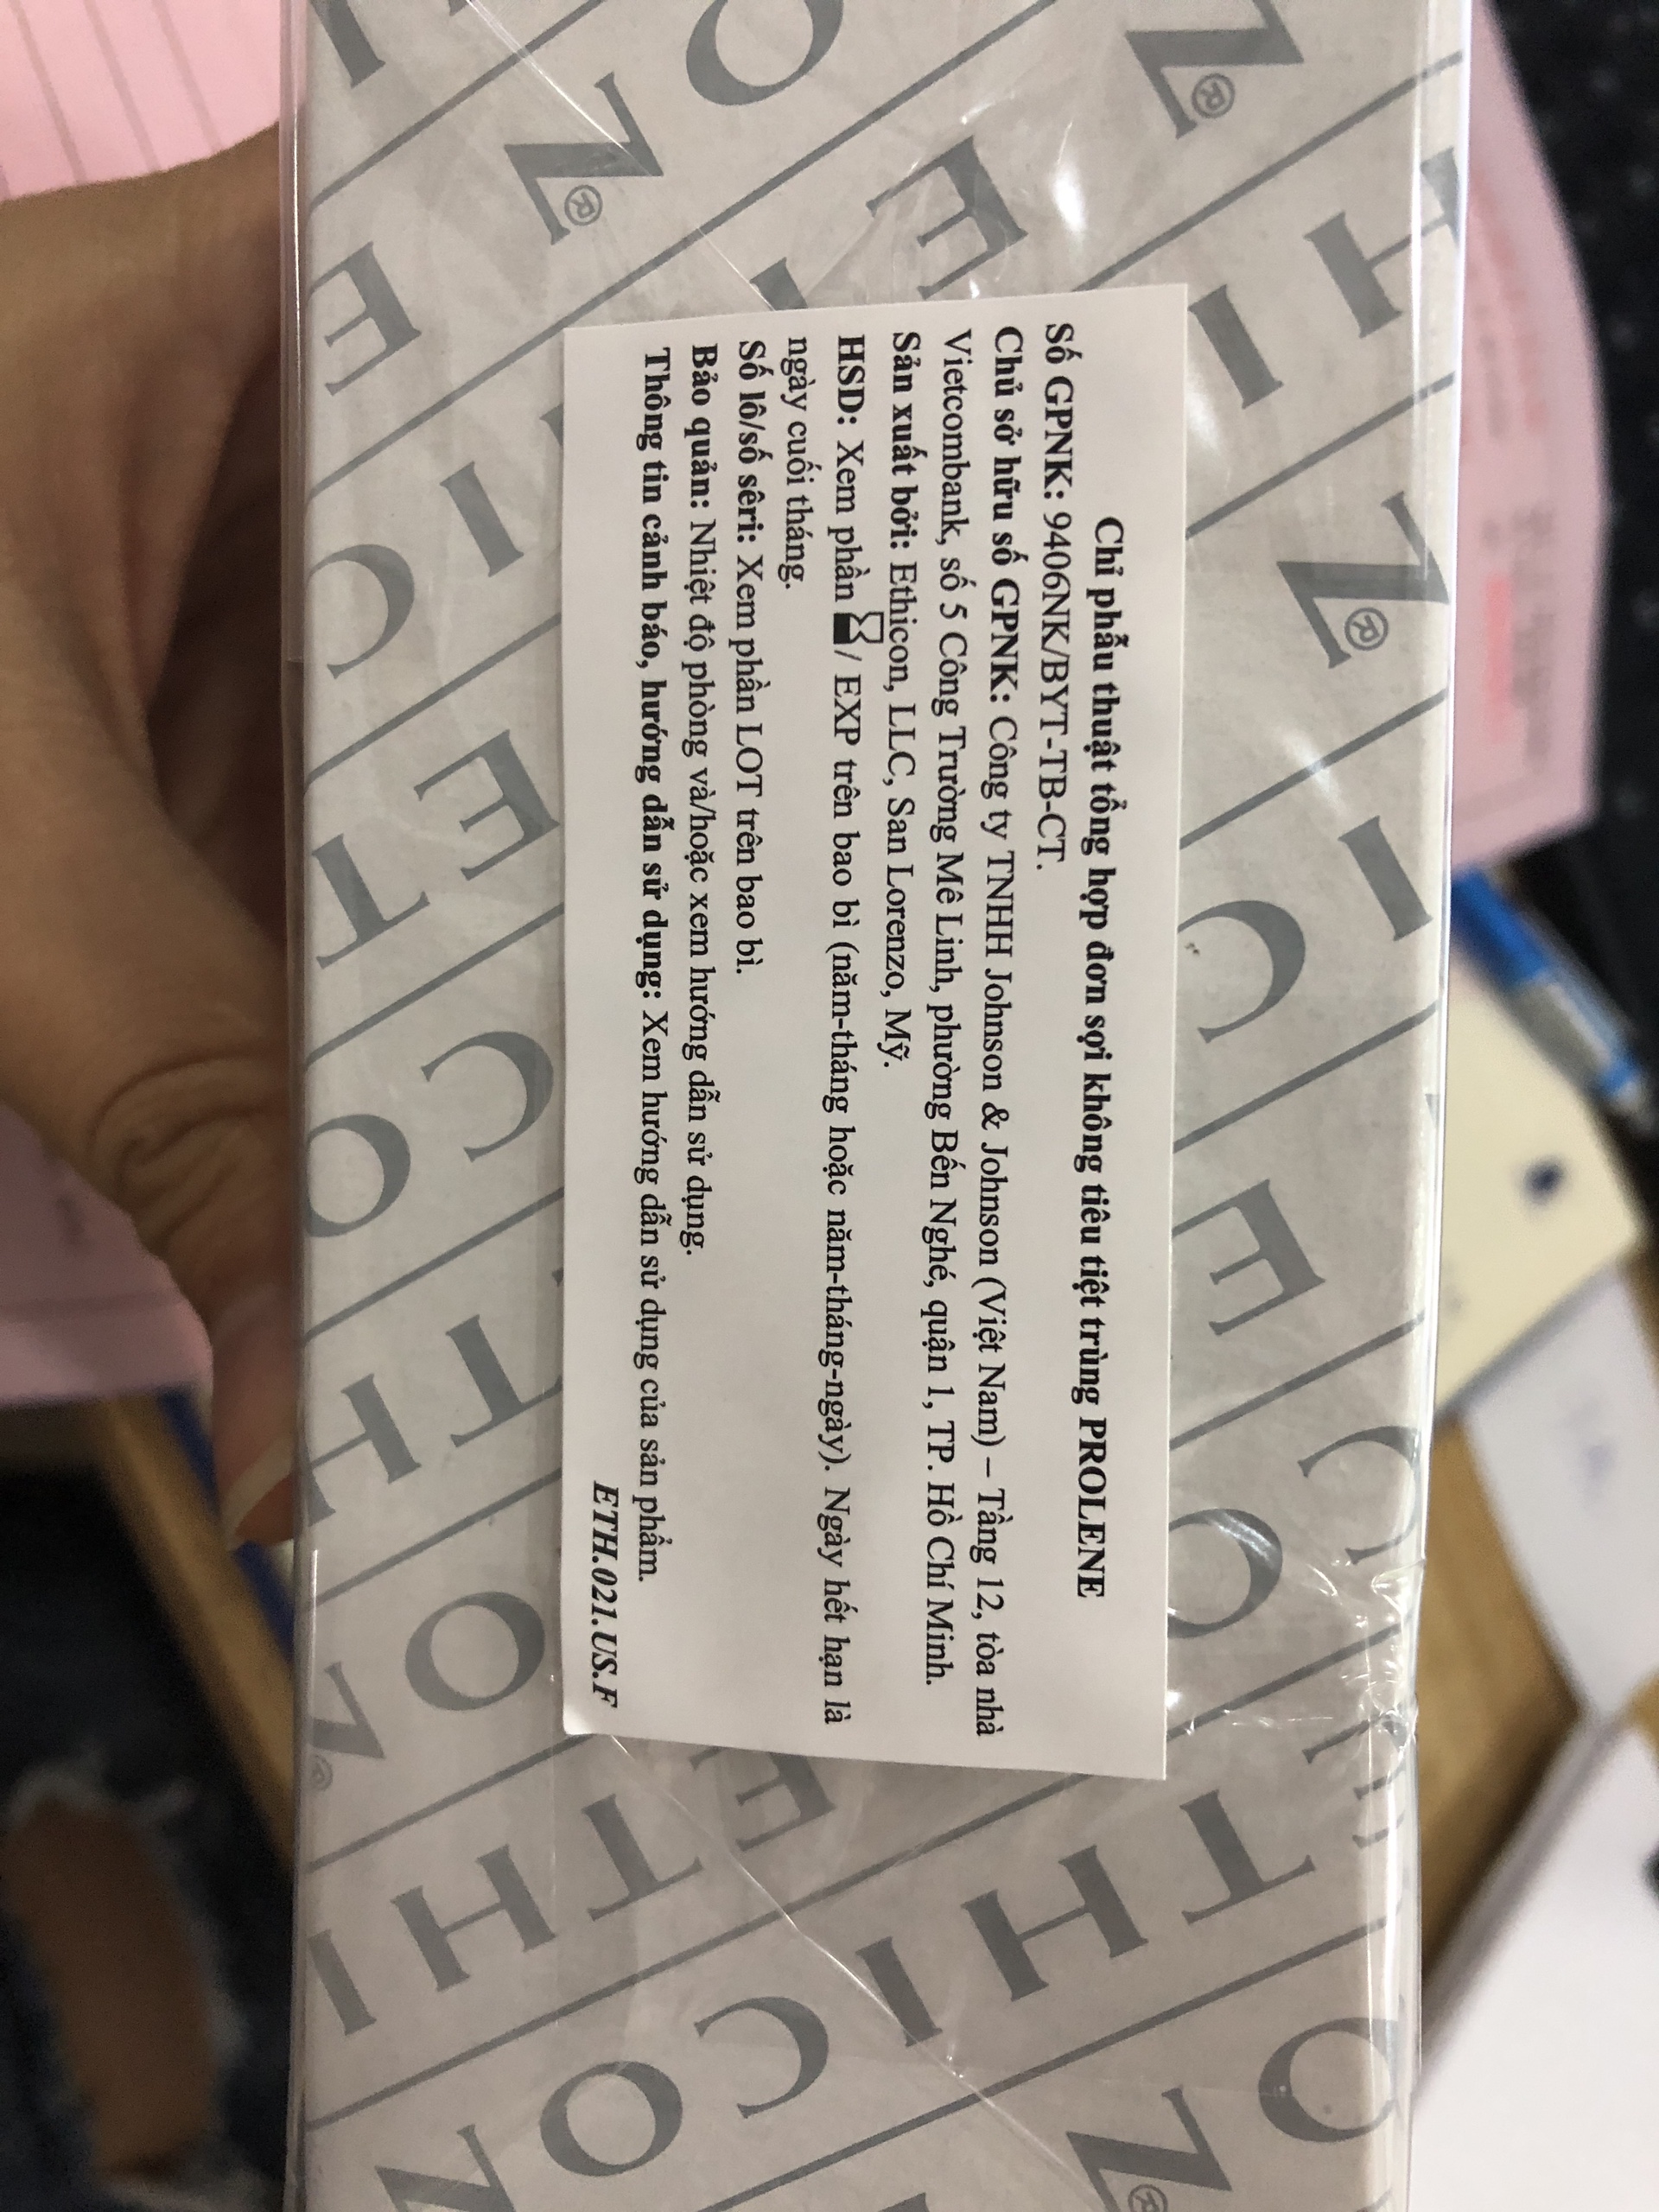 Chỉ phẫu thuật tổng hợp đơn sợi không tiêu tiệt trùng PROLENE
Số GPNK: 9406NK/BYT-TB-CT.
Chủ sở hữu số GPNK: Công ty TNHH Johnson & Johnson (Việt Nam) – Tầng 12, tòa nhà
Vietcombank, số 5 Công Trường Mê Linh, phường Bến Nghé, quận 1, TP. Hồ Chí Minh.
Sản xuất bởi: Ethicon, LLC, San Lorenzo, Mỹ.
HSD: Xem phần / EXP trên bao bì (năm-tháng hoặc năm-tháng-ngày). Ngày hết hạn là
ngày cuối tháng.
Số lô/số sêri: Xem phần LOT trên bao bì.
Bảo quản: Nhiệt độ phòng và/hoặc xem hướng dẫn sử dụng.
Thông tin cảnh báo, hướng dẫn sử dụng: Xem hướng dẫn sử dụng của sản phẩm.
ETH.021.US.F